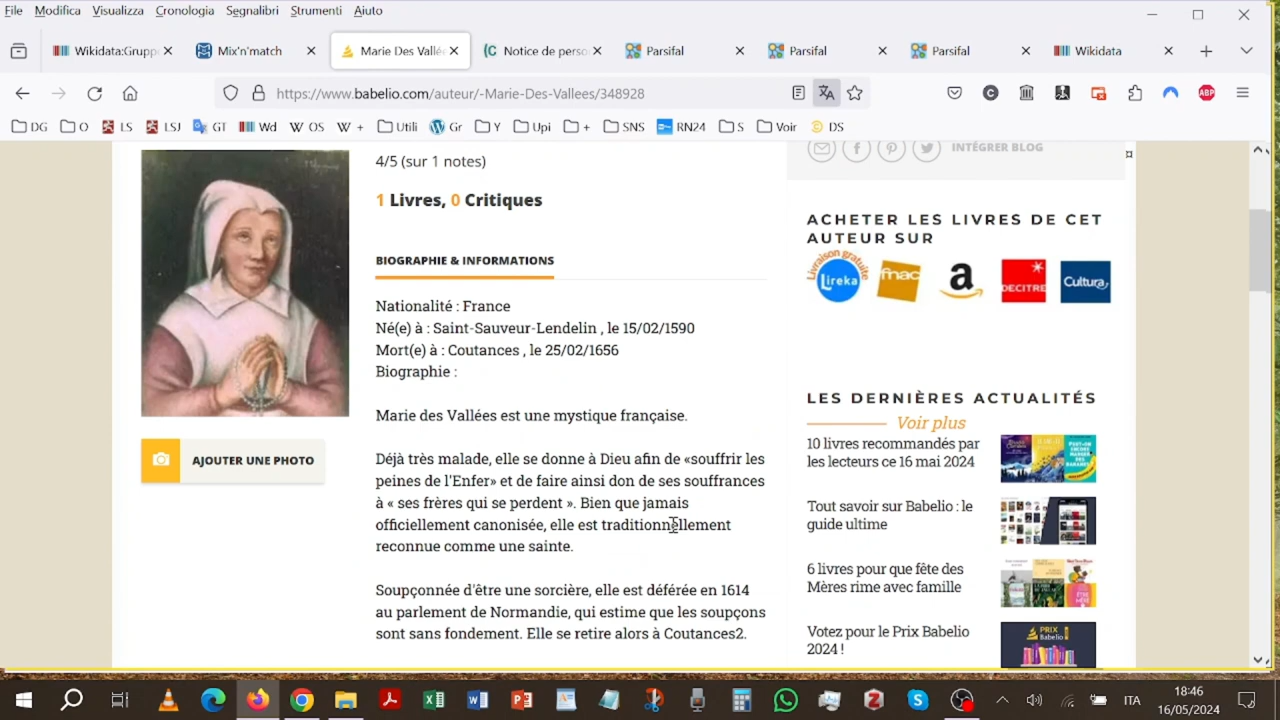 File Modifica Visualizza Cronologia Segnalibri Strumenti Aiuto
Wikidata:Grupp
Mix'n'match
Marie Des Vallé
Notice de perso
Parsifal
Parsifal
Parsifal
Wikidata
https://www.babelio.com/auteur/-Marie-Des-Vallees/348928
DG
O
LS
LSJ
GT
Wd
OS
W +
Utili
Gr
Y
Upi
+
SNS
RN24
S
Voir
DS
4/5 (sur 1 notes)
1 Livres, 0 Critiques
BIOGRAPHIE & INFORMATIONS
Nationalité : France
Né(e) à : Saint-Sauveur-Lendelin , le 15/02/1590
Mort(e) à : Coutances , le 25/02/1656
Biographie :
Marie des Vallées est une mystique française.
Déjà très malade, elle se donne à Dieu afin de «souffrir les
peines de l'Enfer» et de faire ainsi don de ses souffrances
à « ses frères qui se perdent ». Bien que jamais
officiellement canonisée, elle est traditionnellement
reconnue comme une sainte.
Soupçonnée d'être une sorcière, elle est déférée en 1614
au parlement de Normandie, qui estime que les soupçons
sont sans fondement. Elle se retire alors à Coutances2.
AJOUTER UNE PHOTO
INTÉGRER BLOG
ACHETER LES LIVRES DE CET
AUTEUR SUR
Livraison gratuite
Lireka
fnac
a
DECITRE
Cultura
LES DERNIÈRES ACTUALITÉS
Voir plus
10 livres recommandés par
les lecteurs ce 16 mai 2024
Tout savoir sur Babelio : le
guide ultime
6 livres pour que fête des
Mères rime avec famille
Votez pour le Prix Babelio
2024 !
PRIX
Babelio
ABP
ITA
18:46
16/05/2024